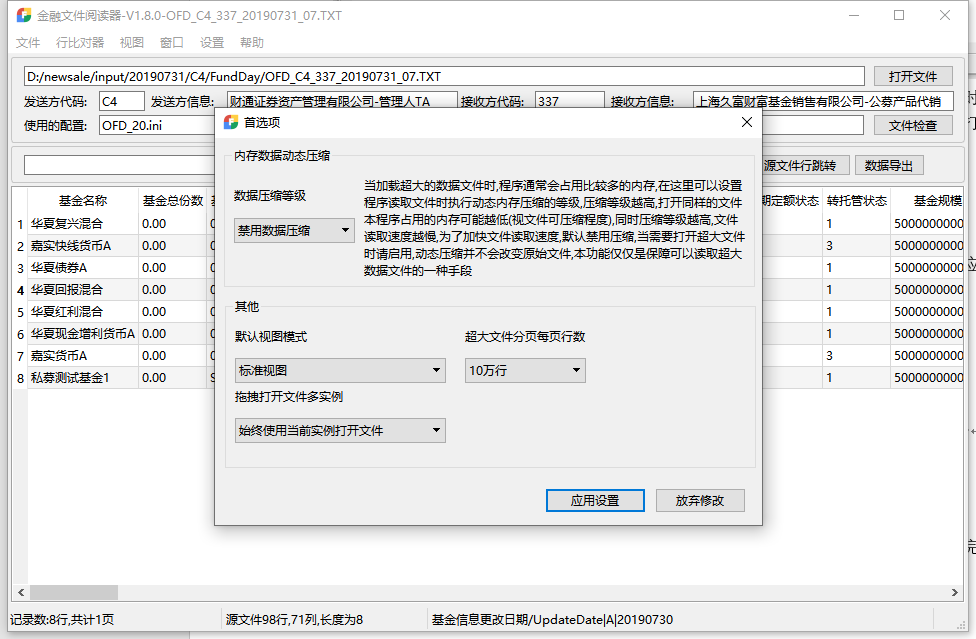 金融文件阅读器-V1.8.0-OFD_C4_337_20190731_07.TXT
文件 行比对器 视图 窗口 设置 帮助
D:/newsale/input/20190731/C4/FundDay/OFD_C4_337_20190731_07.TXT 打开文件
发送方代码: C4 发送方信息: 财通证券资产管理有限公司-管理人TA 接收方代码: 337 接收方信息: 上海久富财富基金销售有限公司-公募产品代销
使用的配置: OFD_20.ini 文件检查
源文件行跳转 数据导出
基金名称 基金总份数 期定额状态 转托管状态 基金规模
1 华夏复兴混合 0.00 1 5000000000
2 嘉实快线货币A 0.00 3 5000000000
3 华夏债券A 0.00 1 5000000000
4 华夏回报混合 0.00 1 5000000000
5 华夏红利混合 0.00 1 5000000000
6 华夏现金增利货币A 0.00 1 5000000000
7 嘉实货币A 0.00 3 5000000000
8 私募测试基金1 0.00 1 5000000000
首选项
内存数据动态压缩
数据压缩等级
禁用数据压缩
当加载超大的数据文件时,程序通常会占用比较多的内存,在这里可以设置
程序读取文件时执行动态内存压缩的等级,压缩等级越高,打开同样的文件
本程序占用的内存可能越低(视文件可压缩程度),同时压缩等级越高,文件
读取速度越慢,为了加快文件读取速度,默认禁用压缩,当需要打开超大文件
时请启用,动态压缩并不会改变原始文件,本功能仅仅是保障可以读取超大
数据文件的一种手段
其他
默认视图模式 超大文件分页每页行数
标准视图 10万行
拖拽打开文件多实例
始终使用当前实例打开文件
应用设置 放弃修改
记录数:8行,共计1页 源文件98行,71列,长度为8 基金信息更改日期/UpdateDate|A|20190730